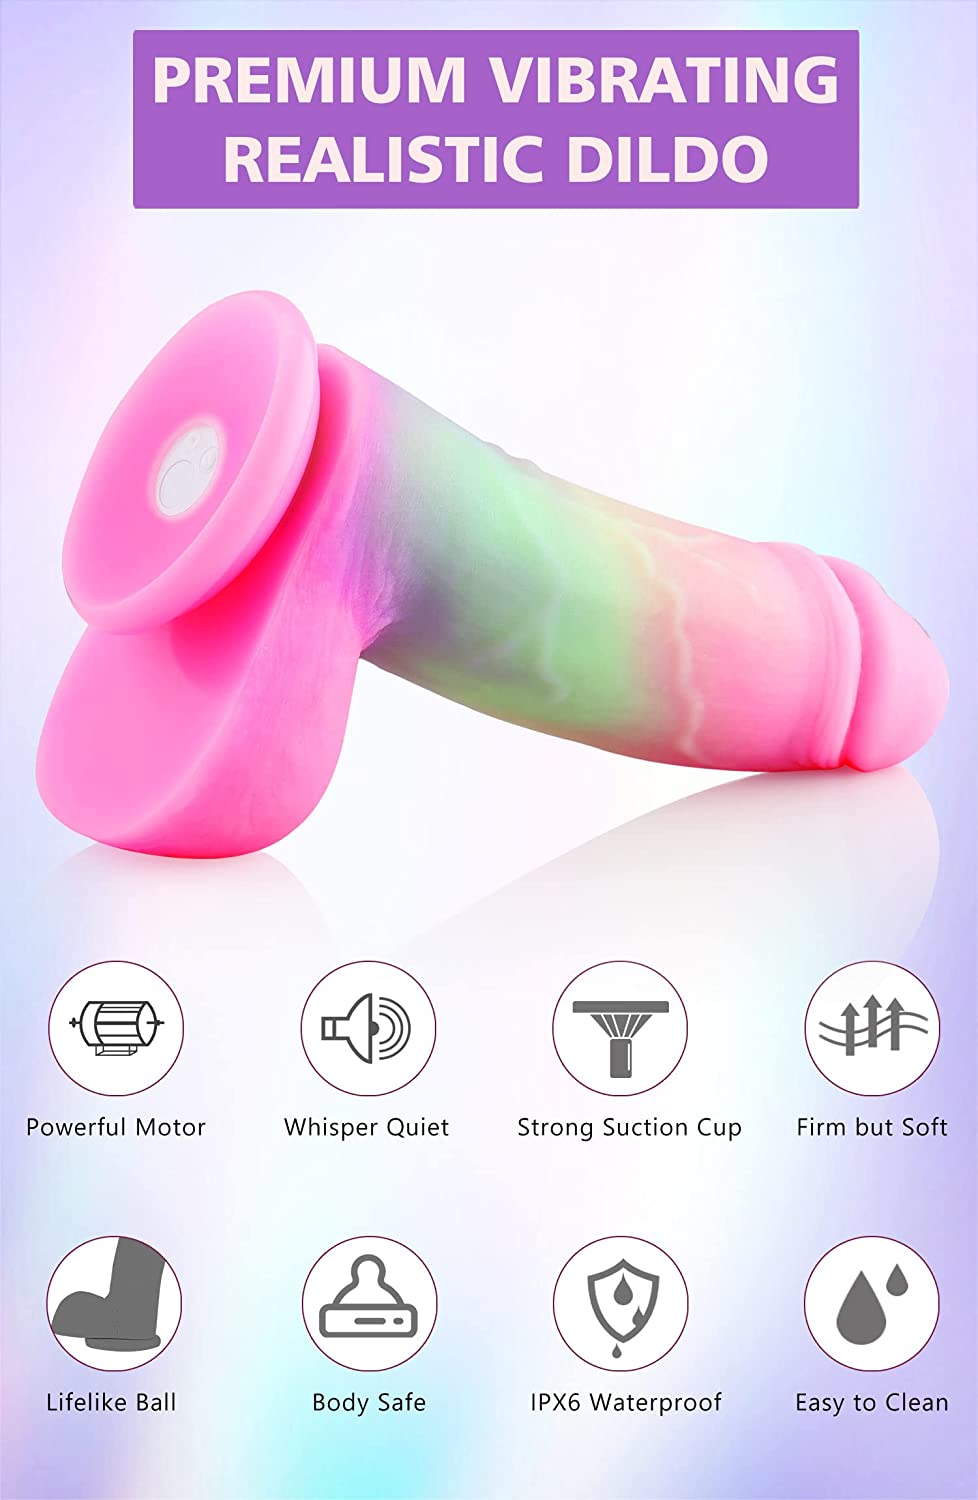 PREMIUM VIBRATING
REALISTIC DILDO
Powerful Motor
Whisper Quiet
Strong Suction Cup
Firm but Soft
Lifelike Ball
Body Safe
IPX6 Waterproof
Easy to Clean